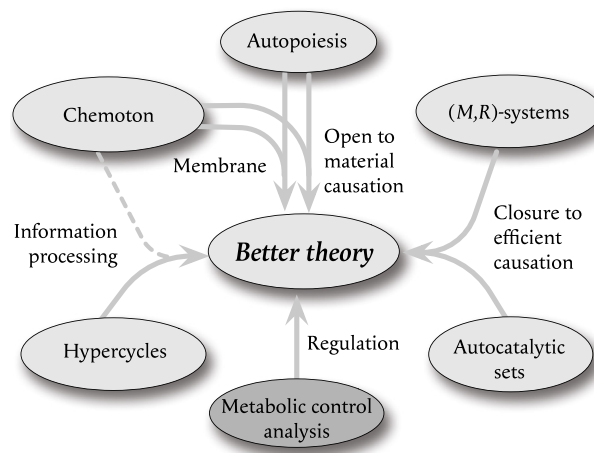 Autopoiesis
Chemoton
(M,R)-systems
Membrane
Open to
material
causation
Information
processing
Better theory
Closure to
efficient
causation
Hypercycles
Regulation
Autocatalytic
sets
Metabolic control
analysis